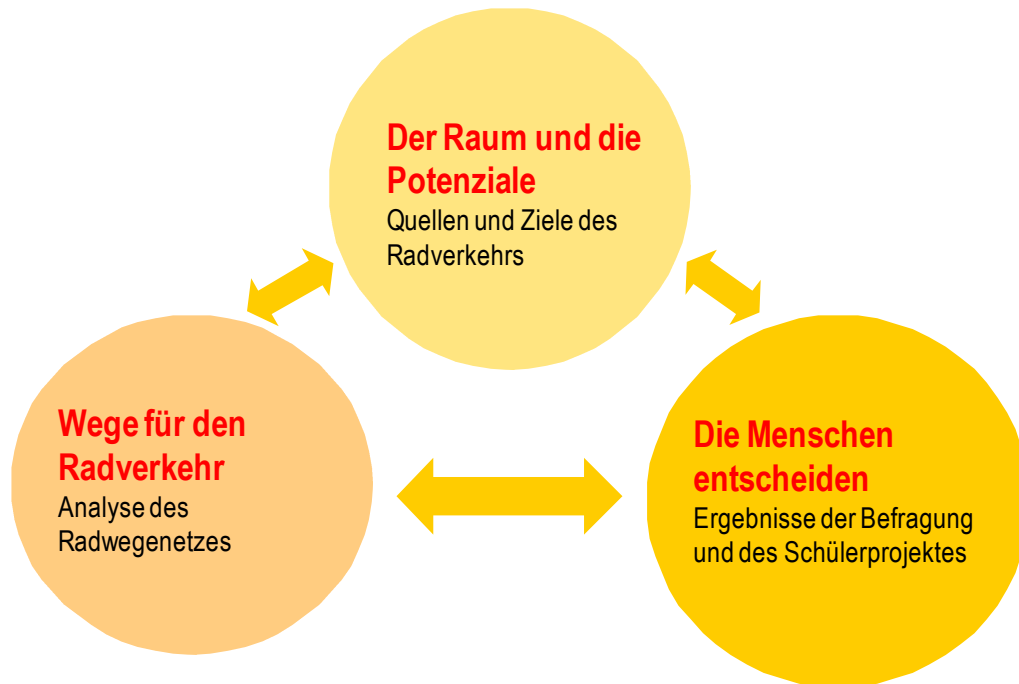 Der Raum und die
Potenziale
Quellen und Ziele des
Radverkehrs
Wege für den
Radverkehr
Analyse des
Radwegenetzes
Die Menschen
entscheiden
Ergebnisse der Befragung
und des Schülerprojektes